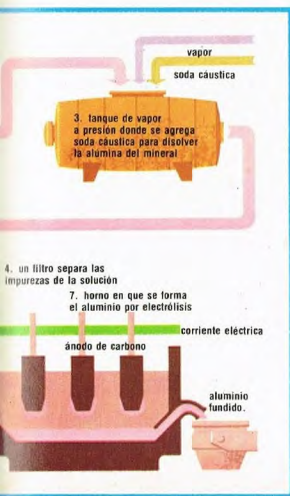 vapor
soda cáustica
3. tanque de vapor
a presión donde se agrega
soda cáustica para disolver
la alumina del mineral
4. un filtro separa las
impurezas de la solución
7. horno en que se forma
el aluminio por electrólisis
corriente eléctrica
ánodo de carbono
aluminio
fundido.